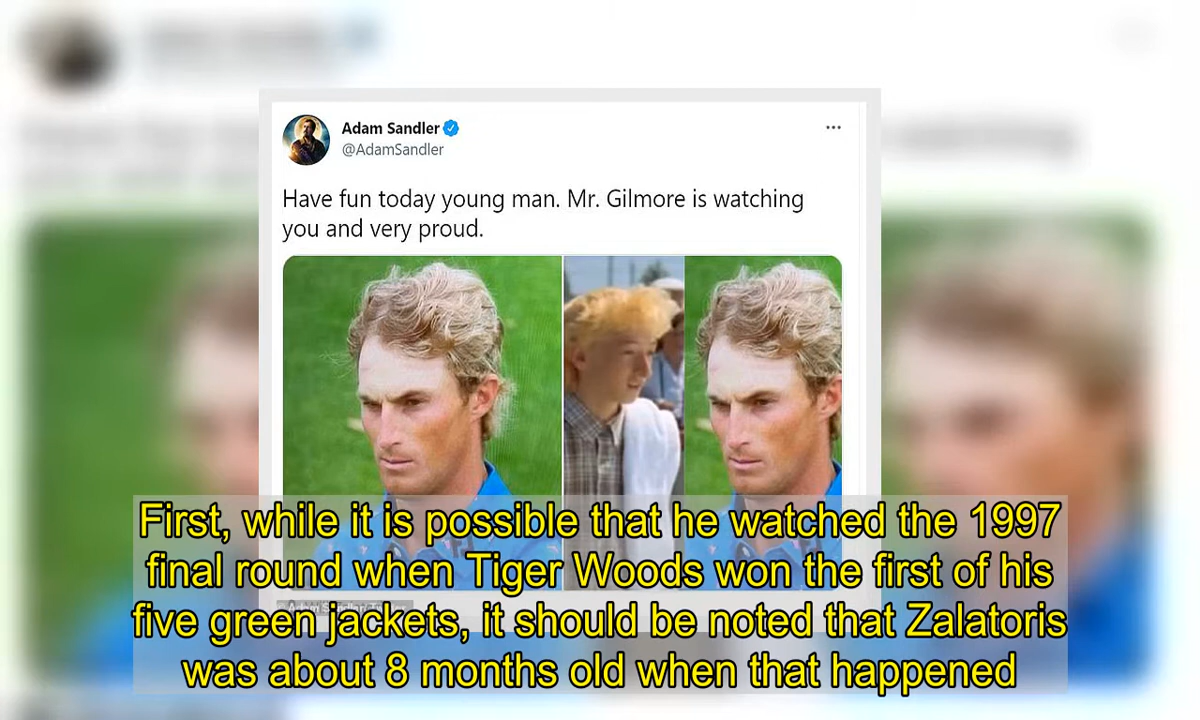 Adam Sandler
@AdamSandler
Have fun today young man. Mr. Gilmore is watching
you and very proud.
First, while it is possible that he watched the 1997
final round when Tiger Woods won the first of his
five green jackets, it should be noted that Zalatoris
was about 8 months old when that happened